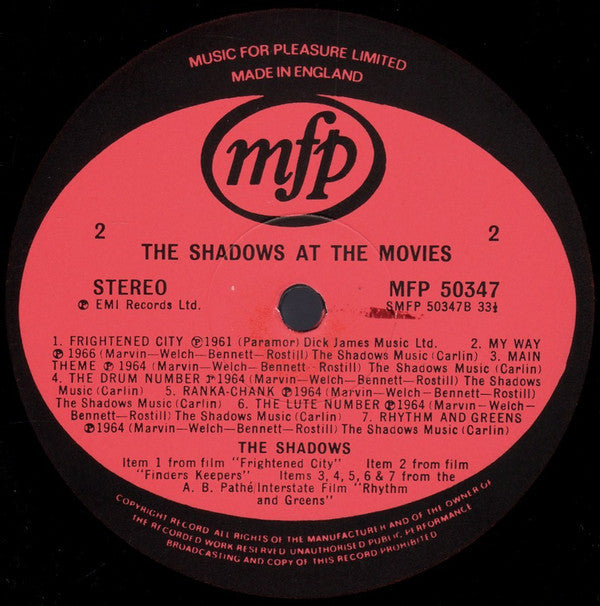 MUSIC FOR PLEASURE LIMITED
MADE IN ENGLAND
mfp
2 2
THE SHADOWS AT THE MOVIES
STEREO MFP 50347
Ⓟ EMI Records Ltd. SMFP 50347B 33⅓
1. FRIGHTENED CITY Ⓟ1961 (Paramor) Dick James Music Ltd. 2. MY WAY
Ⓟ1966 (Marvin—Welch—Bennett—Rostill) The Shadows Music (Carlin) 3. MAIN
THEME Ⓟ 1964 (Marvin—Welch—Bennett—Rostill) The Shadows Music (Carlin)
4. THE DRUM NUMBER Ⓟ 1964 (Marvin—Welch—Bennett—Rostill) The Shadows
Music (Carlin) 5. RANKA-CHANK Ⓟ1964 (Marvin—Welch—Bennett—Rostill)
The Shadows Music (Carlin) 6. THE LUTE NUMBER Ⓟ1964 (Marvin—Welch-
Bennett—Rostill) The Shadows Music (Carlin) 7. RHYTHM AND GREENS
Ⓟ1964 (Marvin—Welch—Bennett—Rostill) The Shadows Music (Carlin)
THE SHADOWS
Item 1 from film "Frightened City" Item 2 from film
"Finders Keepers" Items 3, 4, 5, 6 & 7 from the
A. B. Pathé Interstate Film "Rhythm
and Greens"
COPYRIGHT RECORD ALL RIGHTS OF THE MANUFACTURER AND OF THE OWNER OF
THE RECORDED WORK RESERVED UNAUTHORISED PUBLIC PERFORMANCE
BROADCASTING AND COPY OF THIS RECORD PROHIBITED